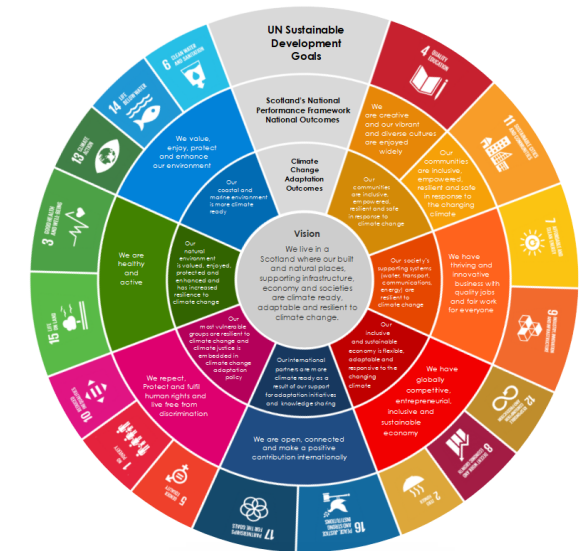 UN Sustainable
Development
Goals
Scotland's National
Performance Framework
National Outcomes
Climate
Change
Adaptation
Outcomes
Vision
We live in a
Scotland where our built
and natural places,
supporting infrastructure,
economy and societies
are climate ready,
adaptable and resilient to
climate change.
Our
communities
are inclusive,
empowered,
resilient and safe
in response to
climate
change
Our society's
supporting systems
(water, transport,
communications,
energy) are
resilient to
climate change
Our
inclusive
and sustainable
economy is flexible,
adaptable and
responsive to the
changing
climate
Our international
partners are more
climate ready as a
result of our support
for adaptation initiatives
and knowledge sharing
Our
most vulnerable
groups are resilient to
climate change and
climate justice is
embedded in
climate change
adaptation
policy
Our
natural
environment
is valued, enjoyed,
protected and
enhanced and
has increased
resilience to
climate change
Our
coastal and
marine environment
is more climate
ready
We
are creative
and our vibrant
and diverse cultures
are enjoyed
widely
Our
communities
are inclusive,
empowered,
resilient and safe
in response to
the changing
climate
We have
thriving and
innovative
business with
quality jobs
and fair work
for everyone
We have
globally
competitive,
entrepreneurial,
inclusive and
sustainable
economy
We are open, connected
and make a positive
contribution internationally
We respect,
Protect and fulfil
human rights and
live free from
discrimination
We are
healthy
and
active
We value,
enjoy, protect
and enhance
our environment
4 QUALITY
EDUCATION
11
7
9
12
8
2
16 PEACE, JUSTICE
AND STRONG
INSTITUTIONS
17 PARTNERSHIPS
FOR THE GOALS
5 GENDER
EQUALITY
1
10 REDUCED
INEQUALITIES
15 LIFE ON LAND
3 GOOD HEALTH
AND WELL-BEING
13 CLIMATE
ACTION
14 LIFE
BELOW WATER
6 CLEAN WATER
AND SANITATION